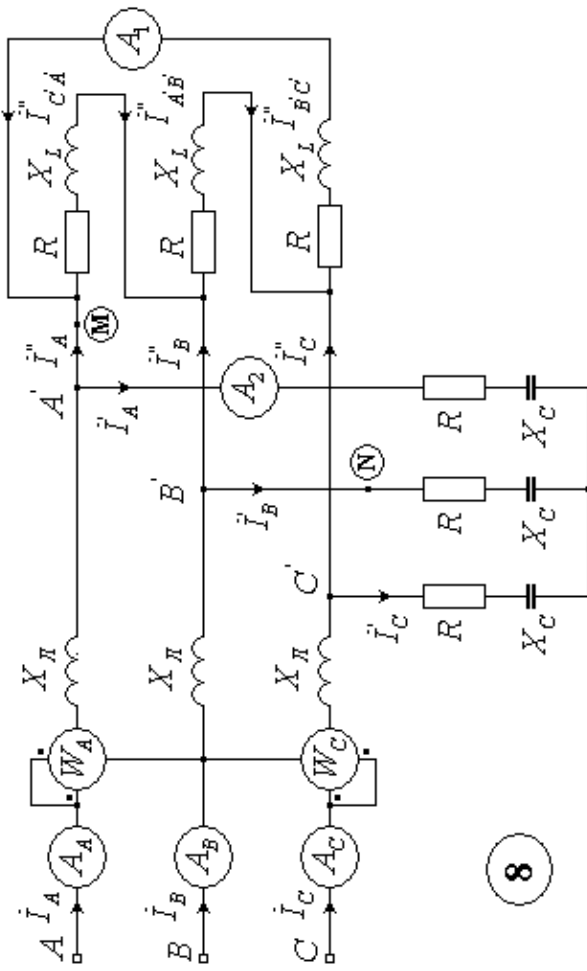 A İ_A A_A W_A X_Л A' İ''_A M R X_L İ''_C'A'
A_1
İ'_A A_2 R X_C
B İ_B A_B X_Л B' İ''_B R X_L İ''_A'B'
İ'_B N R X_C
C İ_C A_C W_C X_Л C' İ''_C R X_L İ''_B'C'
İ'_C R X_C
8